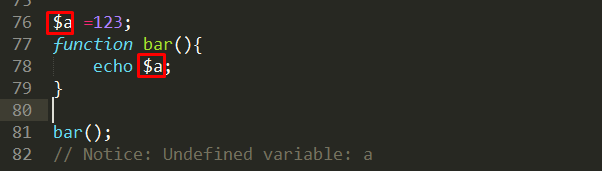 76 $a =123;
77 function bar(){
78 echo $a;
79 }
80
81 bar();
82 // Notice: Undefined variable: a